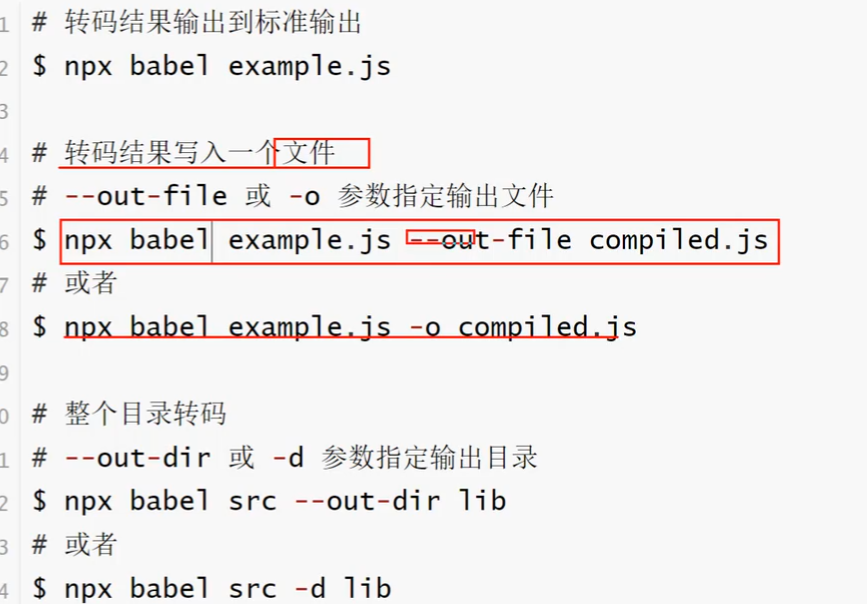 1 # 转码结果输出到标准输出
2 $ npx babel example.js
3
4 # 转码结果写入一个文件
5 # --out-file 或 -o 参数指定输出文件
6 $ npx babel example.js --out-file compiled.js
7 # 或者
8 $ npx babel example.js -o compiled.js
9
0 # 整个目录转码
1 # --out-dir 或 -d 参数指定输出目录
2 $ npx babel src --out-dir lib
3 # 或者
4 $ npx babel src -d lib